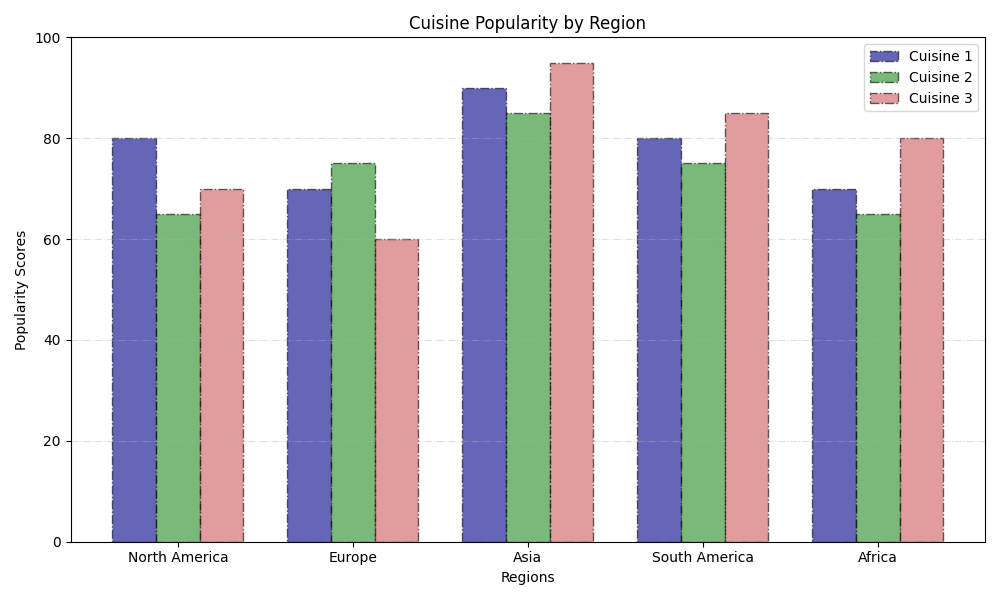 Cuisine Popularity by Region
Cuisine 1
Cuisine 2
Cuisine 3
Popularity Scores
100
80
60
40
20
0
North America
Europe
Asia
South America
Africa
Regions